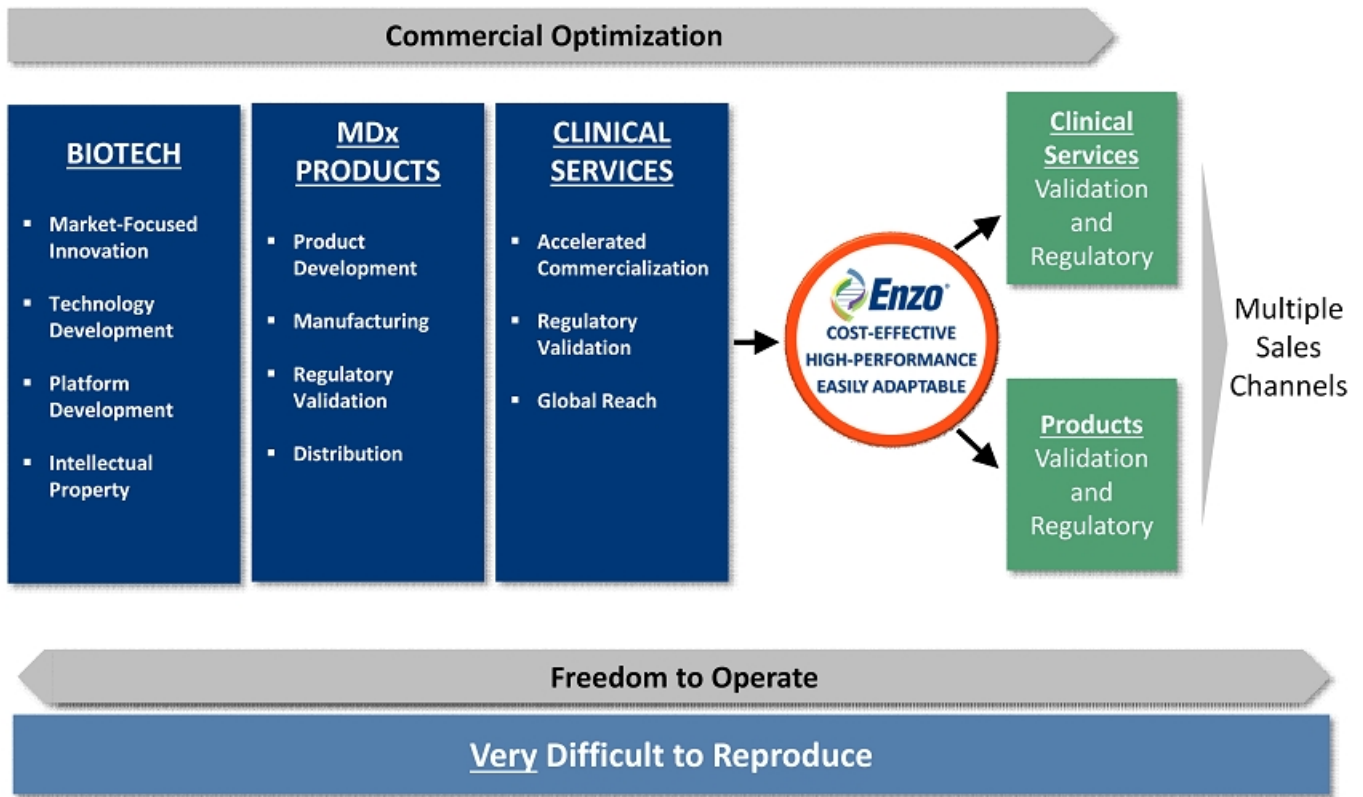 Commercial Optimization
BIOTECH
▪ Market-Focused
Innovation
▪ Technology
Development
▪ Platform
Development
▪ Intellectual
Property
MDx
PRODUCTS
▪ Product
Development
▪ Manufacturing
▪ Regulatory
Validation
▪ Distribution
CLINICAL
SERVICES
▪ Accelerated
Commercialization
▪ Regulatory
Validation
▪ Global Reach
Enzo®
COST-EFFECTIVE
HIGH-PERFORMANCE
EASILY ADAPTABLE
Clinical
Services
Validation
and
Regulatory
Products
Validation
and
Regulatory
Multiple
Sales
Channels
Freedom to Operate
Very Difficult to Reproduce